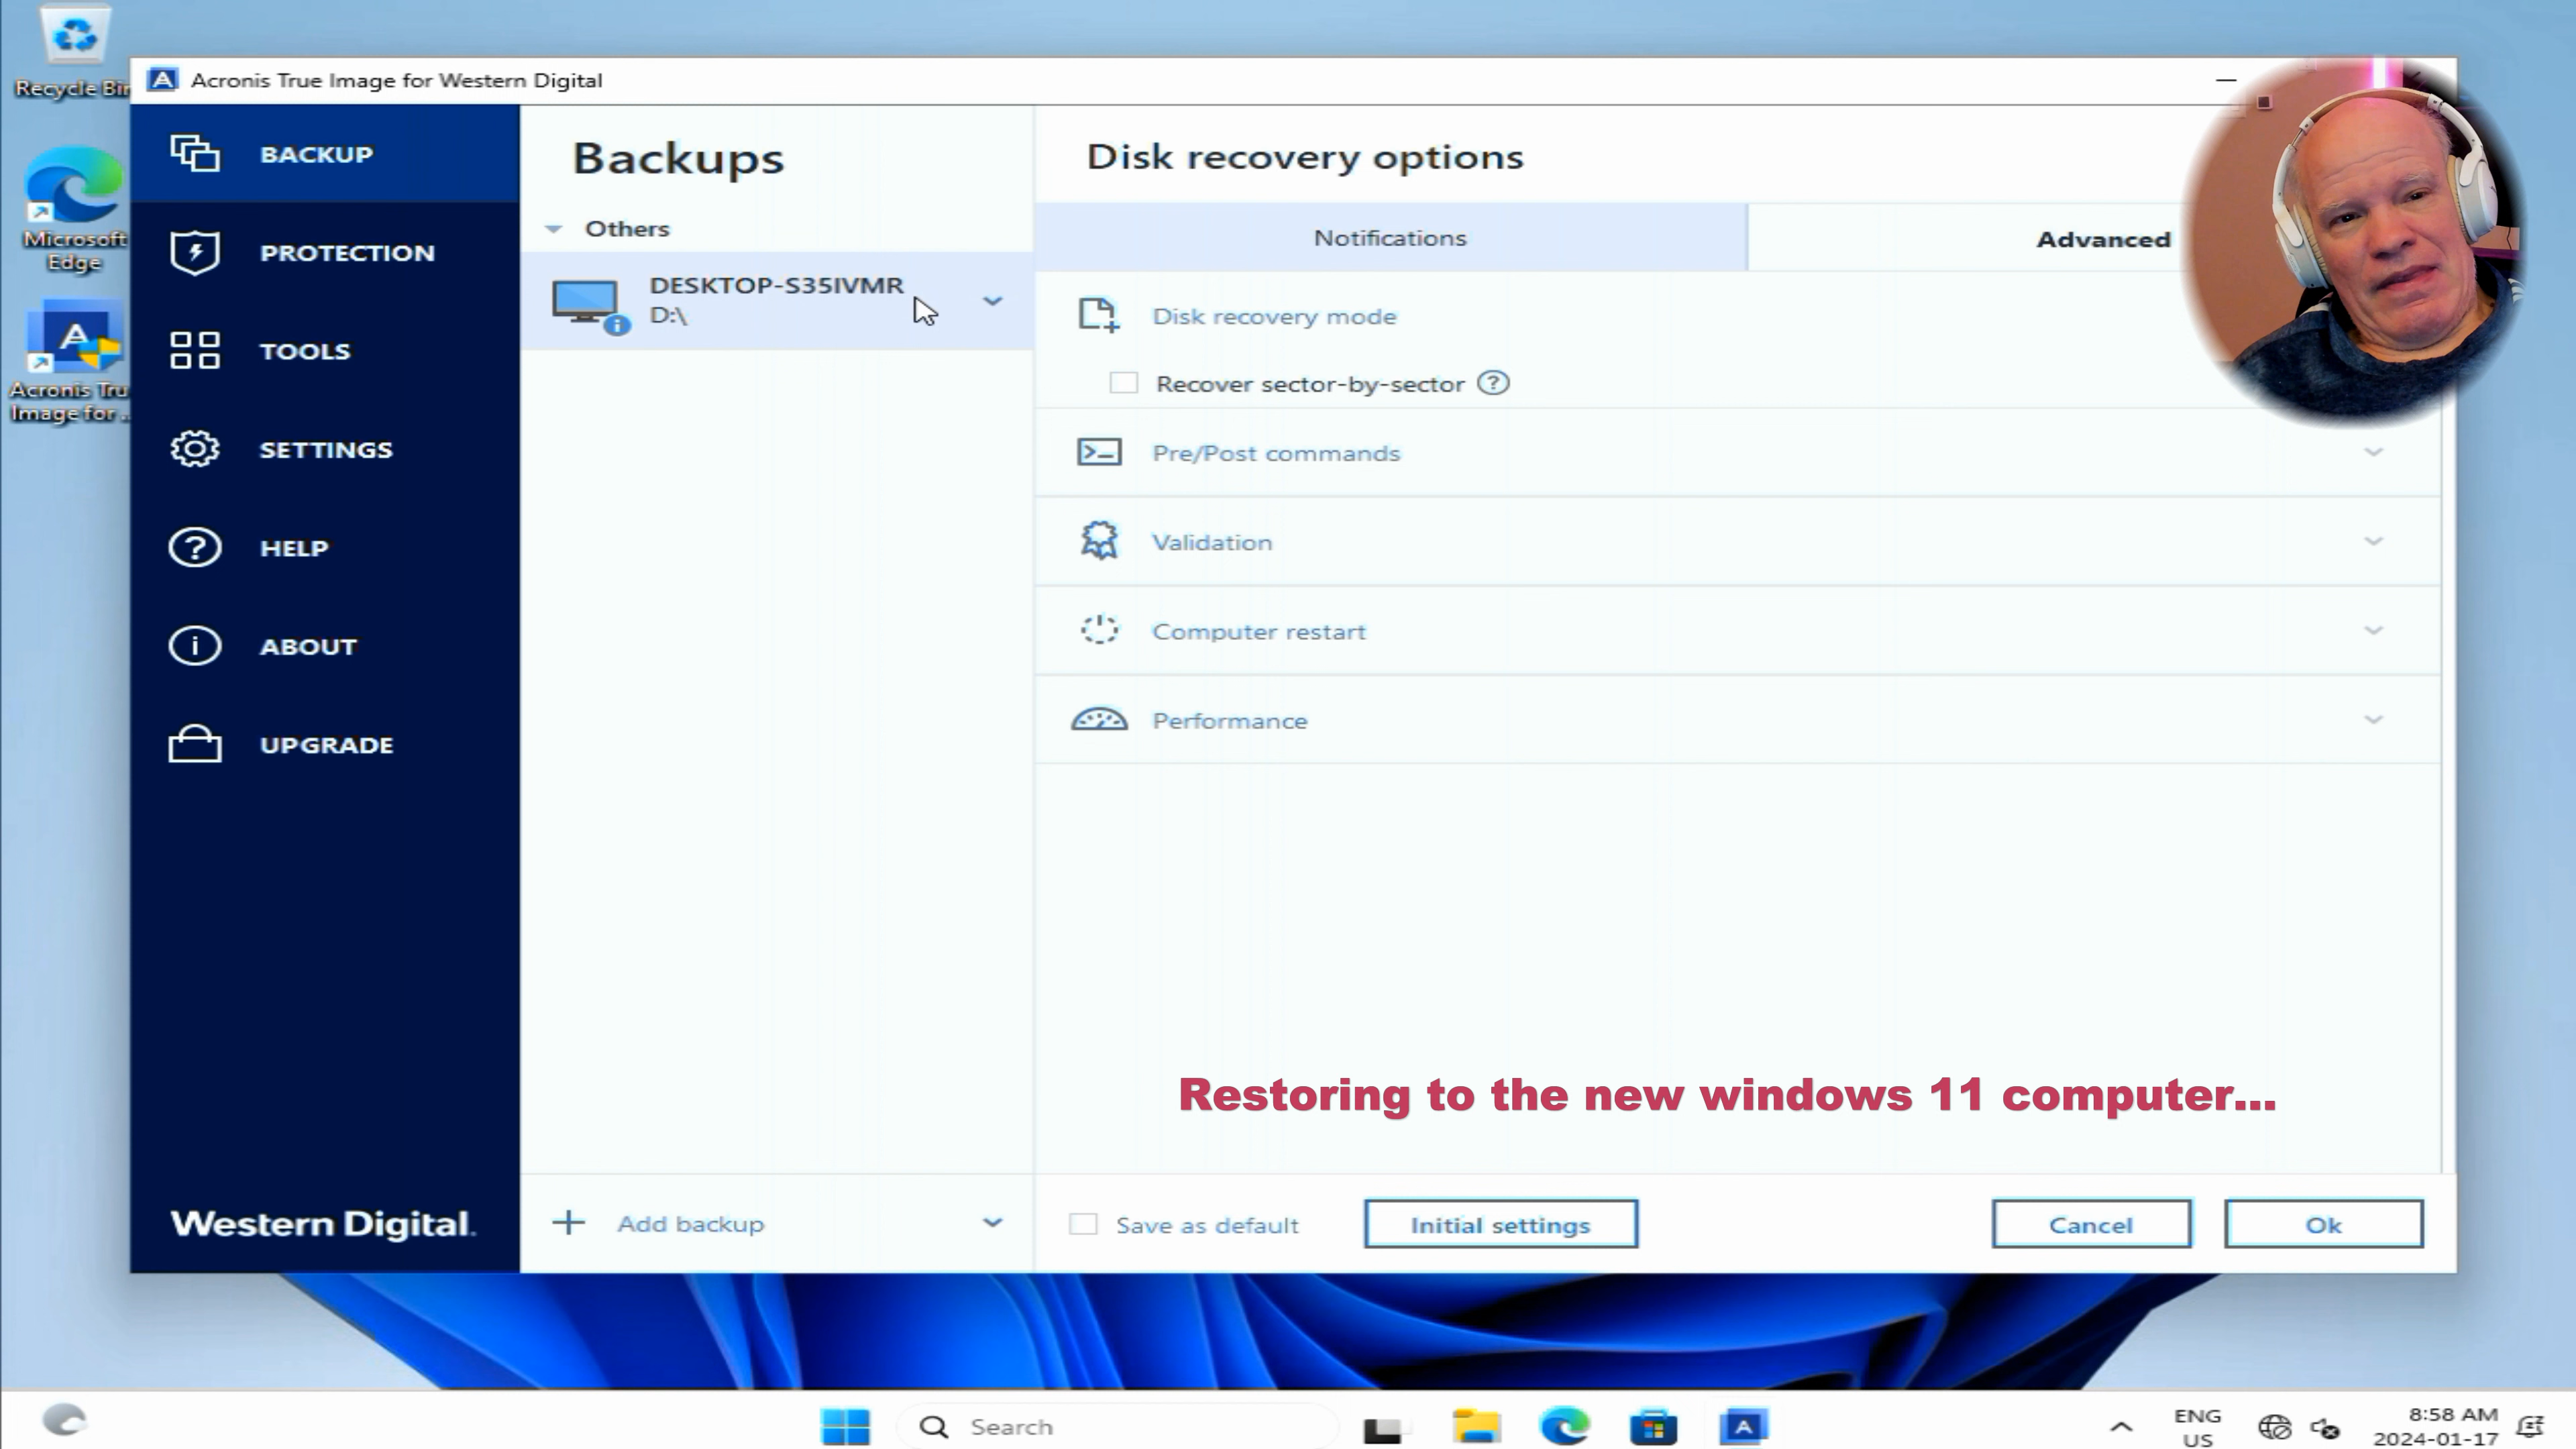 Recycle Bin
Microsoft
Edge
Acronis Tru
Image for ...
Acronis True Image for Western Digital
BACKUP
PROTECTION
TOOLS
SETTINGS
HELP
ABOUT
UPGRADE
Western Digital.
Backups
Others
DESKTOP-S35IVMR
D:\
Add backup
Disk recovery options
Notifications
Advanced
Disk recovery mode
Recover sector-by-sector
Pre/Post commands
Validation
Computer restart
Performance
Restoring to the new windows 11 computer...
Save as default
Initial settings
Cancel
Ok
Search
ENG
US
8:58 AM
2024-01-17